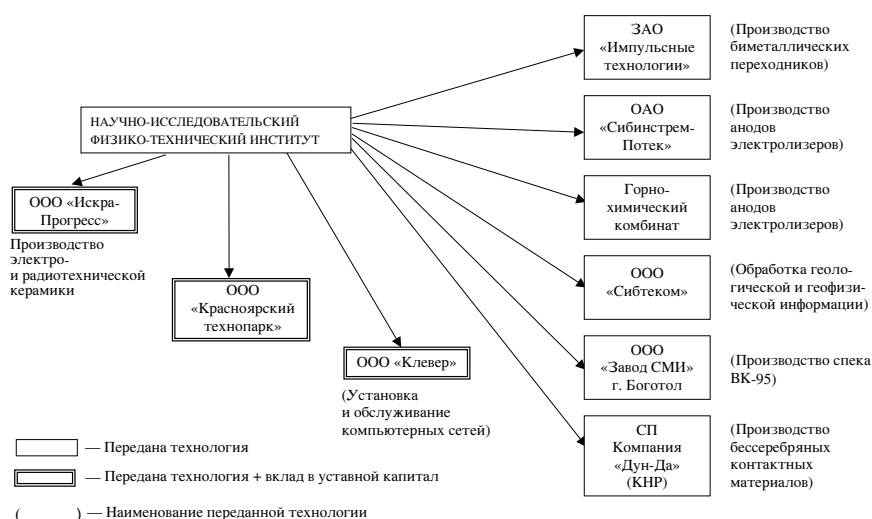 ЗАО
«Импульсные
технологии»
(Производство
биметаллических
переходников)
НАУЧНО-ИССЛЕДОВАТЕЛЬСКИЙ
ФИЗИКО-ТЕХНИЧЕСКИЙ ИНСТИТУТ
ОАО
«Сибинстрем-
Потек»
(Производство
анодов
электролизеров)
Горно-
химический
комбинат
(Производство
анодов
электролизеров)
ООО «Искра-
Прогресс»
Производство
электро-
и радиотехнической
керамики
ООО
«Красноярский
технопарк»
ООО
«Сибтеком»
(Обработка геоло-
гической и геофизи-
ческой информации)
ООО «Клевер»
(Установка
и обслуживание
компьютерных сетей)
ООО
«Завод СМИ»
г. Боготол
(Производство спека
ВК-95)
СП
Компания
«Дун-Да»
(КНР)
(Производство
бессеребряных
контактных
материалов)
— Передана технология
— Передана технология + вклад в уставной капитал
( ) — Наименование переданной технологии